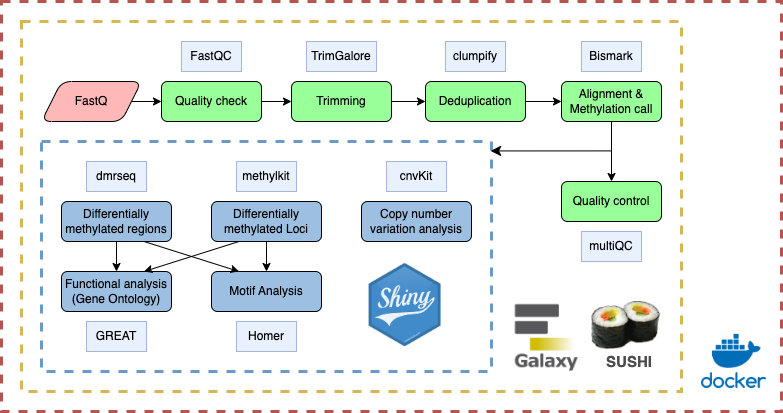 FastQC
TrimGalore
clumpify
Bismark
FastQ
Quality check
Trimming
Deduplication
Alignment &
Methylation call
dmrseq
methylkit
cnvKit
Differentially
methylated regions
Differentially
methylated Loci
Copy number
variation analysis
Quality control
multiQC
Functional analysis
(Gene Ontology)
Motif Analysis
GREAT
Homer
Shiny
Galaxy
SUSHI
docker